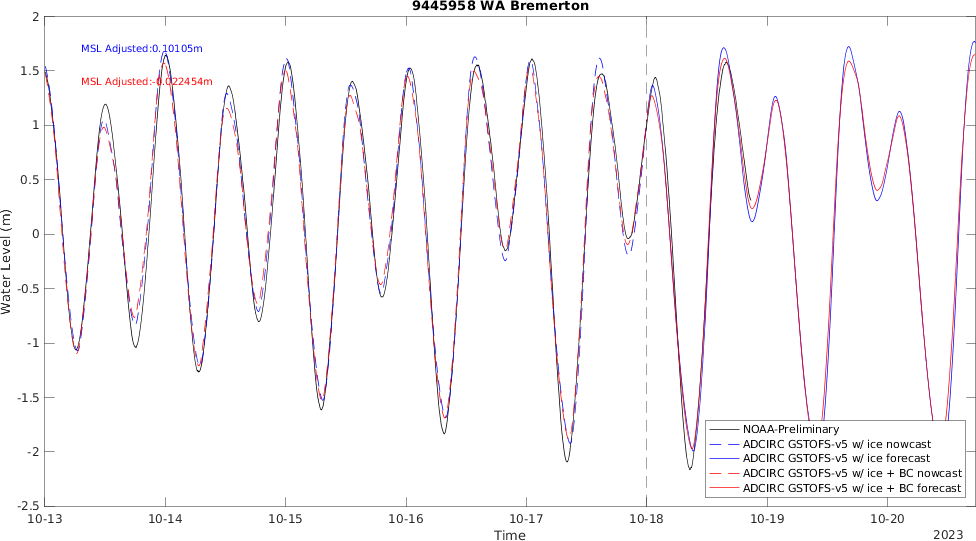 9445958 WA Bremerton
MSL Adjusted:0.10105m
MSL Adjusted:-0.022454m
Water Level (m)
2
1.5
1
0.5
0
-0.5
-1
-1.5
-2
-2.5
NOAA-Preliminary
ADCIRC GSTOFS-v5 w/ ice nowcast
ADCIRC GSTOFS-v5 w/ ice forecast
ADCIRC GSTOFS-v5 w/ ice + BC nowcast
ADCIRC GSTOFS-v5 w/ ice + BC forecast
10-13 10-14 10-15 10-16 10-17 10-18 10-19 10-20
Time
2023